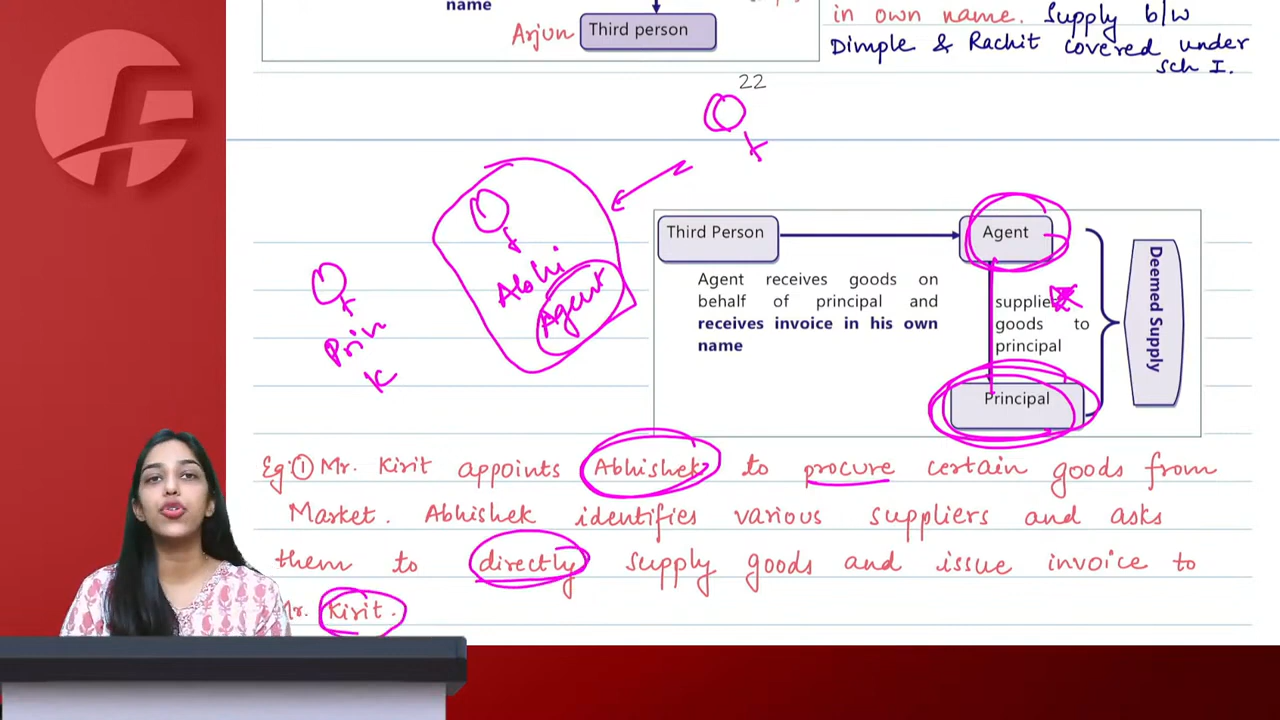 name
Arjun Third person
in own name. Supply b/w
Dimple & Rachit covered under
sch I.
22
Third Person
Agent
Agent receives goods on
behalf of principal and
receives invoice in his own
name
supplies
goods to
principal
Principal
Deemed Supply
Abhi
Agent
Prin
K
Eg:① Mr. Kirit appoints Abhishek to procure certain goods from
Market. Abhishek identifies various suppliers and asks
them to directly supply goods and issue invoice to
Mr. Kirit.